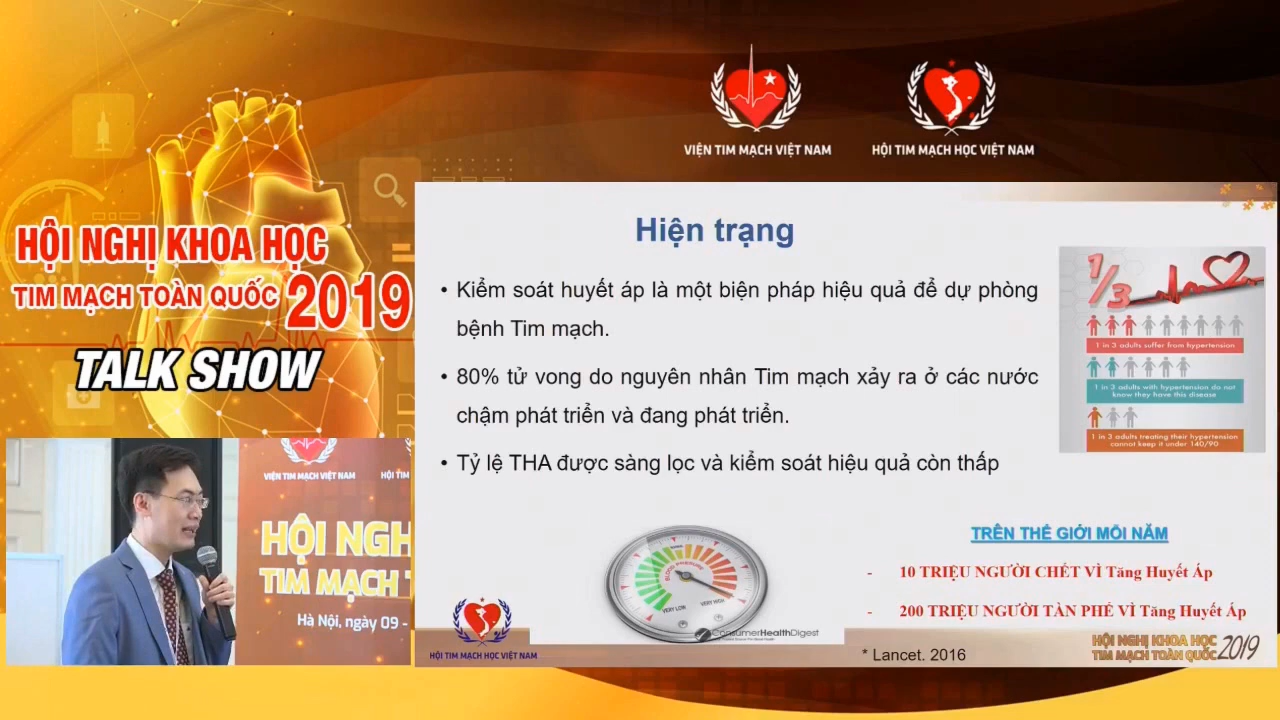 VIỆN TIM MẠCH VIỆT NAM
HỘI TIM MẠCH HỌC VIỆT NAM
HỘI NGHỊ KHOA HỌC
TIM MẠCH TOÀN QUỐC 2019
TALK SHOW
VIỆN TIM MẠCH VIỆT NAM
HỘI TIM
HỘI NGH
TIM MẠCH T
Hà Nội, ngày 09 -
Hiện trạng
• Kiểm soát huyết áp là một biện pháp hiệu quả để dự phòng
bệnh Tim mạch.
• 80% tử vong do nguyên nhân Tim mạch xảy ra ở các nước
chậm phát triển và đang phát triển.
• Tỷ lệ THA được sàng lọc và kiểm soát hiệu quả còn thấp
1/3
1 in 3 adults suffer from hypertension
1 in 3 adults with hypertension do not
know they have this disease
1 in 3 adults treating their hypertension
cannot keep it under 140/90
BLOOD PRESSURE
VERY LOW
VERY HIGH
ConsumerHealthDigest
TRÊN THẾ GIỚI MỖI NĂM
- 10 TRIỆU NGƯỜI CHẾT VÌ Tăng Huyết Áp
- 200 TRIỆU NGƯỜI TÀN PHẾ VÌ Tăng Huyết Áp
HỘI TIM MẠCH HỌC VIỆT NAM
* Lancet. 2016
HỘI NGHỊ KHOA HỌC
TIM MẠCH TOÀN QUỐC 2019